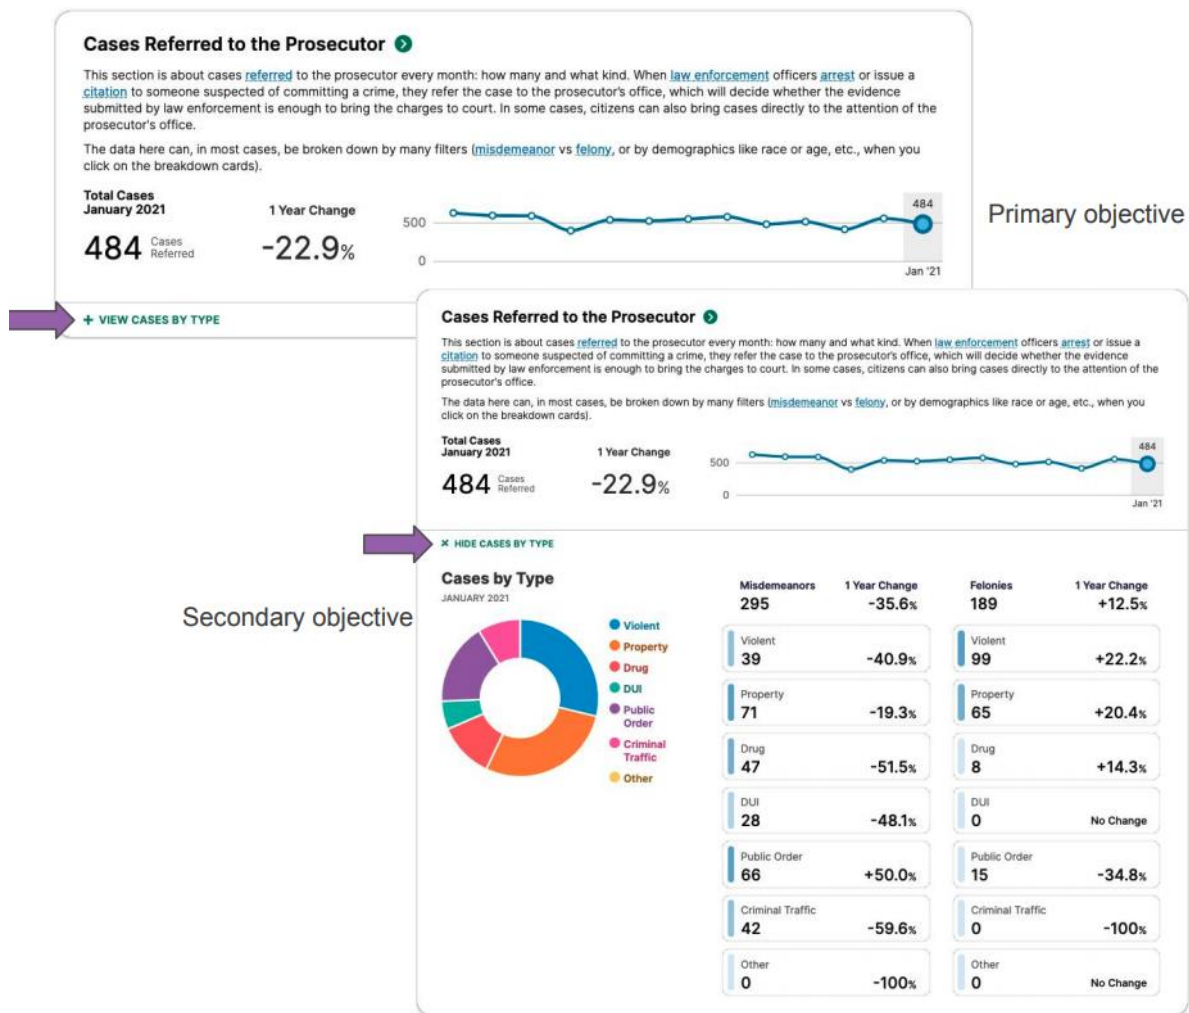 Cases Referred to the Prosecutor
This section is about cases referred to the prosecutor every month: how many and what kind. When law enforcement officers arrest or issue a
citation to someone suspected of committing a crime, they refer the case to the prosecutor's office, which will decide whether the evidence
submitted by law enforcement is enough to bring the charges to court. In some cases, citizens can also bring cases directly to the attention of the
prosecutor's office.
The data here can, in most cases, be broken down by many filters (misdemeanor vs felony, or by demographics like race or age, etc., when you
click on the breakdown cards).
Total Cases
January 2021
1 Year Change
484 Cases
Referred
-22.9%
500
0
484
Jan '21
Primary objective
+ VIEW CASES BY TYPE
Cases Referred to the Prosecutor
This section is about cases referred to the prosecutor every month: how many and what kind. When law enforcement officers arrest or issue a
citation to someone suspected of committing a crime, they refer the case to the prosecutor's office, which will decide whether the evidence
submitted by law enforcement is enough to bring the charges to court. In some cases, citizens can also bring cases directly to the attention of the
prosecutor's office.
The data here can, in most cases, be broken down by many filters (misdemeanor vs felony, or by demographics like race or age, etc., when you
click on the breakdown cards).
Total Cases
January 2021
1 Year Change
484 Cases
Referred
-22.9%
500
0
484
Jan '21
× HIDE CASES BY TYPE
Secondary objective
Cases by Type
JANUARY 2021
Violent
Property
Drug
DUI
Public
Order
Criminal
Traffic
Other
Misdemeanors 1 Year Change
295 -35.6%
Violent
39 -40.9%
Property
71 -19.3%
Drug
47 -51.5%
DUI
28 -48.1%
Public Order
66 +50.0%
Criminal Traffic
42 -59.6%
Other
0 -100%
Felonies 1 Year Change
189 +12.5%
Violent
99 +22.2%
Property
65 +20.4%
Drug
8 +14.3%
DUI
0 No Change
Public Order
15 -34.8%
Criminal Traffic
0 -100%
Other
0 No Change